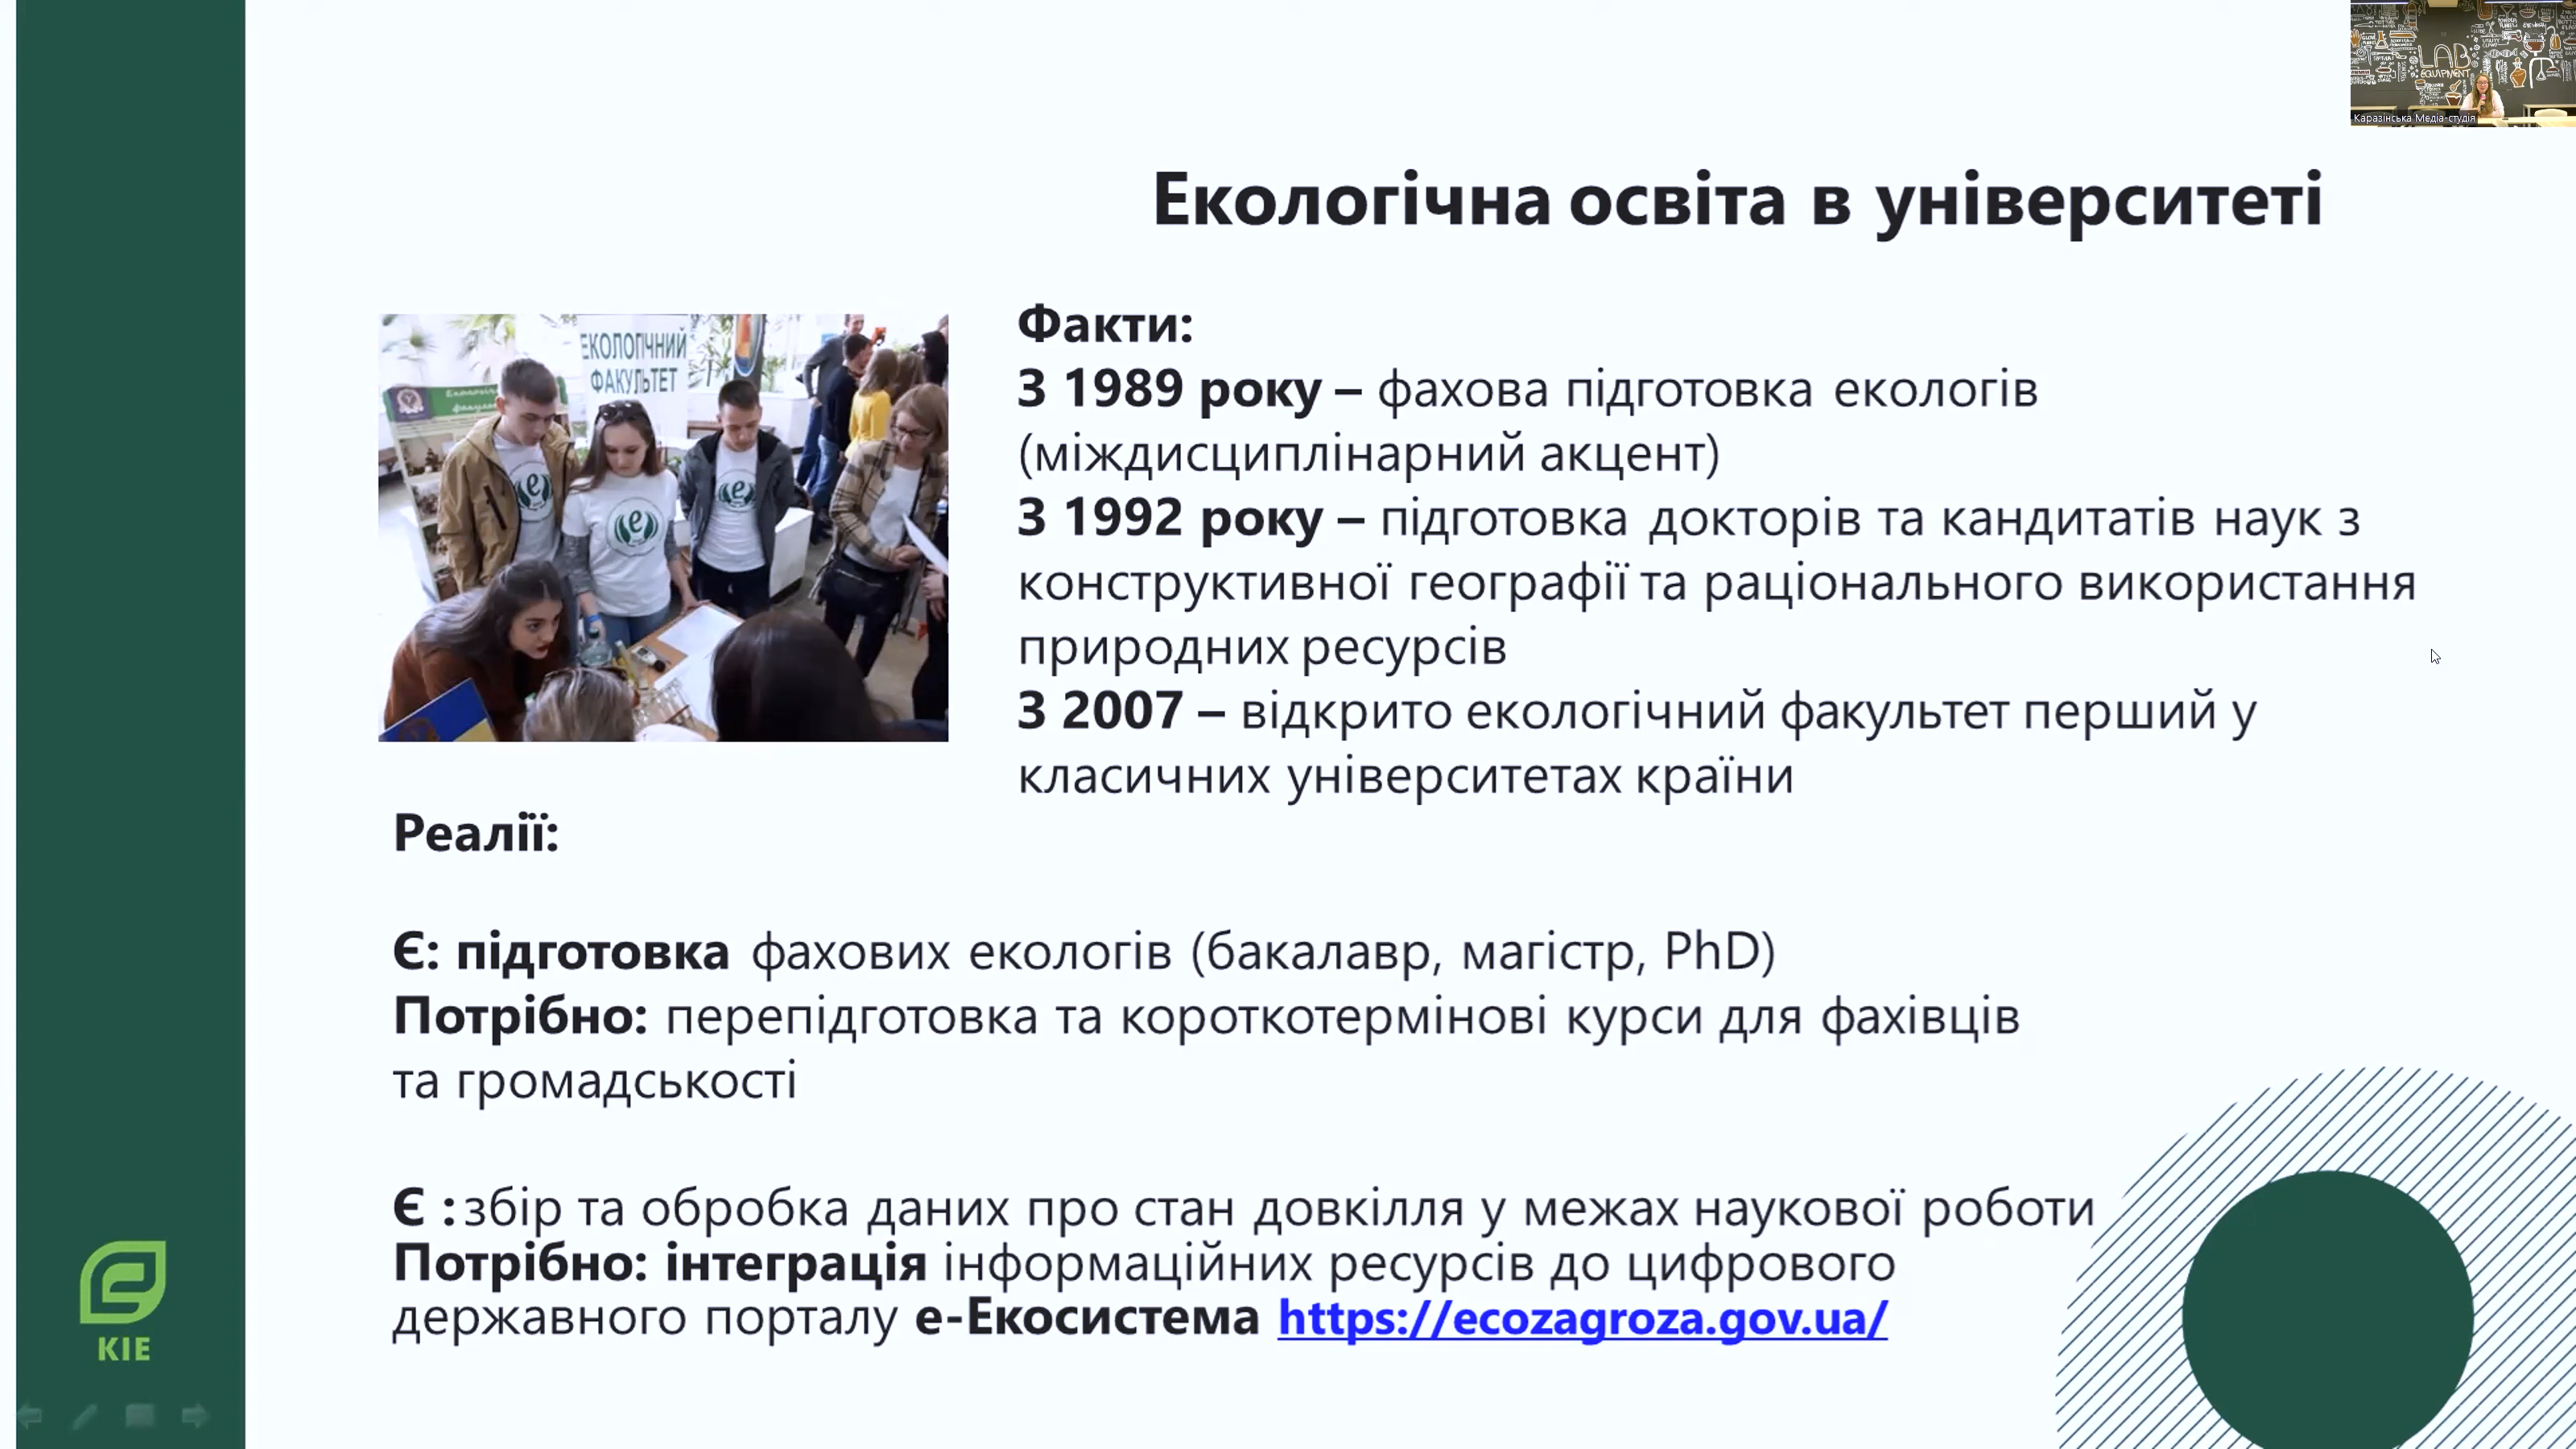 LAB
EQUIPMENT
Каразінська Медіа-студія
Екологічна освіта в університеті
ЕКОЛОГІЧНИЙ
ФАКУЛЬТЕТ
Факти:
З 1989 року – фахова підготовка екологів
(міждисциплінарний акцент)
З 1992 року – підготовка докторів та кандитатів наук з
конструктивної географії та раціонального використання
природних ресурсів
З 2007 – відкрито екологічний факультет перший у
класичних університетах країни
Реалії:
Є: підготовка фахових екологів (бакалавр, магістр, PhD)
Потрібно: перепідготовка та короткотермінові курси для фахівців
та громадськості
Є : збір та обробка даних про стан довкілля у межах наукової роботи
Потрібно: інтеграція інформаційних ресурсів до цифрового
державного порталу е-Екосистема https://ecozagroza.gov.ua/
KIE